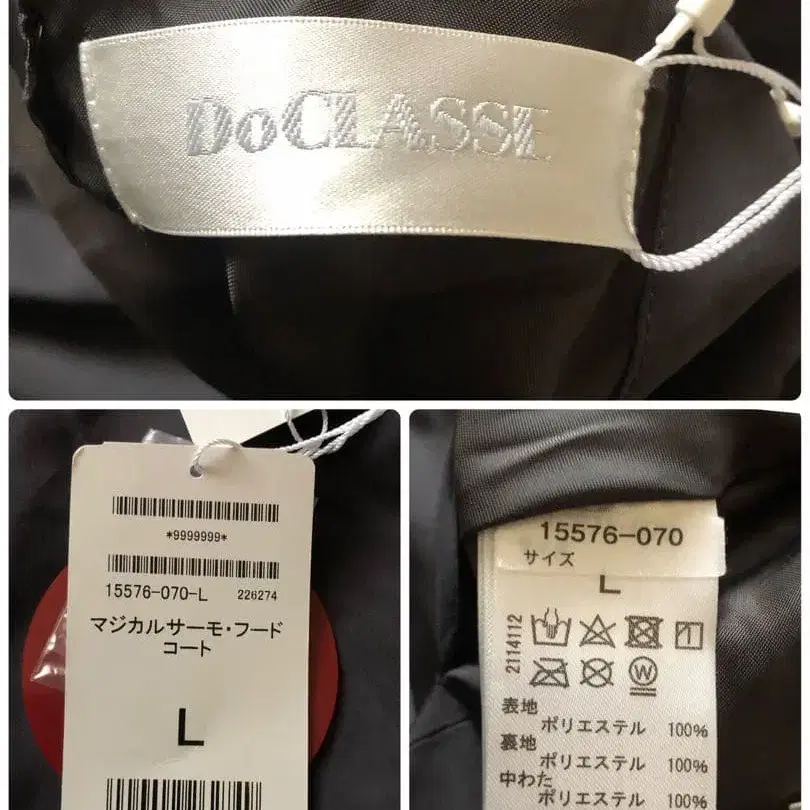 DoCLASSE
*9999999*
15576-070-L 226274
マジカルサーモ・フード
コート
L
15576-070
サイズ
L
2114112
W
表地
ポリエステル 100%
裏地
ポリエステル 100%
中わた
ポリエステル 100%